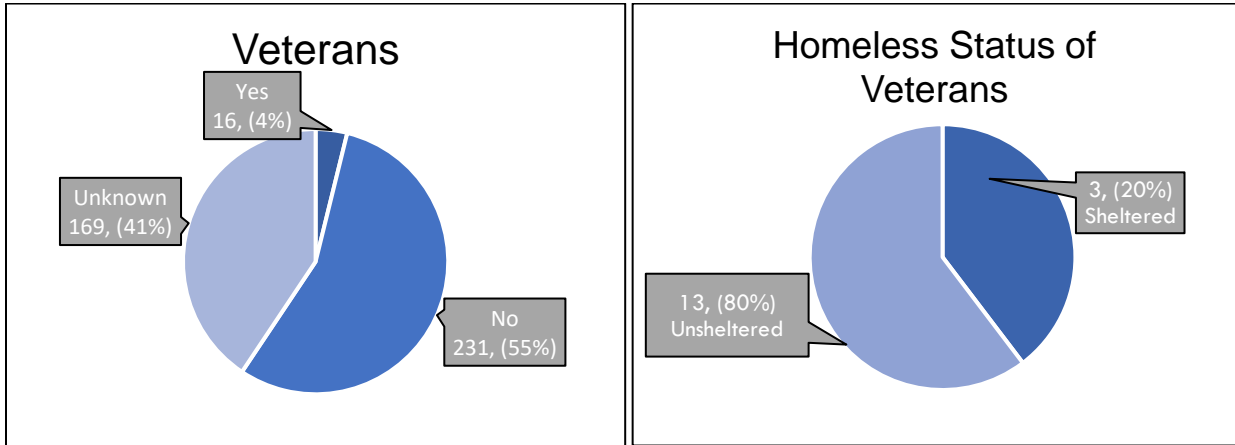 Veterans
Yes
16, (4%)
Unknown
169, (41%)
No
231, (55%)
Homeless Status of
Veterans
3, (20%)
Sheltered
13, (80%)
Unsheltered